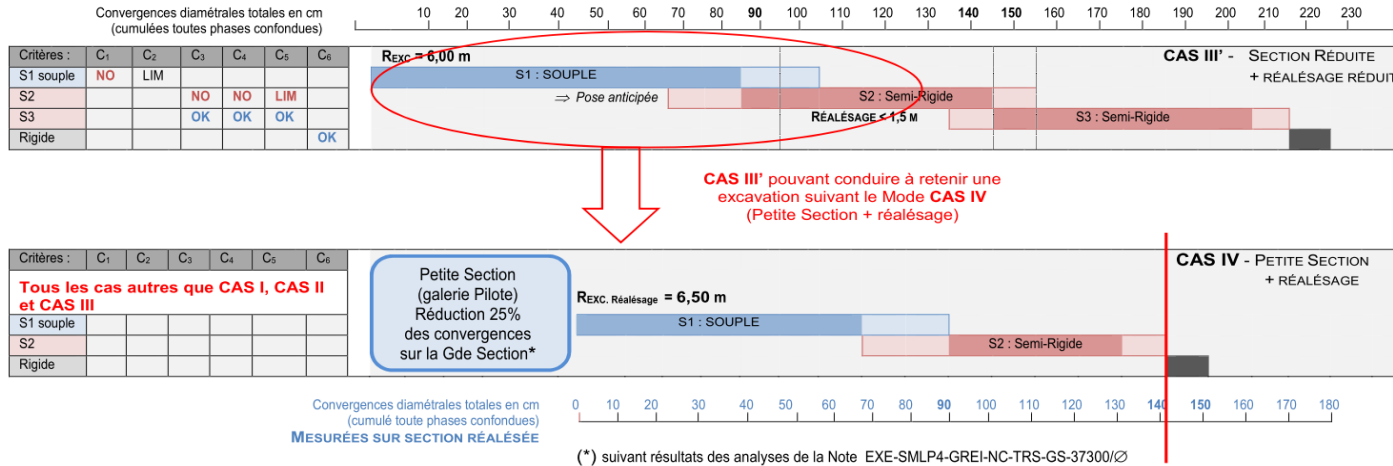 Convergences diamétrales totales en cm
(cumulées toutes phases confondues)
10 20 30 40 50 60 70 80 90 100 110 120 130 140 150 160 170 180 190 200 210 220 230
Critères : C1 C2 C3 C4 C5 C6
S1 souple NO LIM
S2 NO NO LIM
S3 OK OK OK
Rigide OK
REXC = 6,00 m
CAS III' - SECTION RÉDUITE
+ RÉALÉSAGE RÉDUIT
S1 : SOUPLE
⇒ Pose anticipée
S2 : Semi-Rigide
RÉALÉSAGE < 1,5 M
S3 : Semi-Rigide
CAS III' pouvant conduire à retenir une
excavation suivant le Mode CAS IV
(Petite Section + réalésage)
Critères : C1 C2 C3 C4 C5 C6
Tous les cas autres que CAS I, CAS II
et CAS III
S1 souple
S2
Rigide
Petite Section
(galerie Pilote)
Réduction 25%
des convergences
sur la Gde Section*
REXC. Réalésage = 6,50 m
CAS IV - PETITE SECTION
+ RÉALÉSAGE
S1 : SOUPLE
S2 : Semi-Rigide
Convergences diamétrales totales en cm
(cumulé toute phases confondues)
MESURÉES SUR SECTION RÉALÉSÉE
0 10 20 30 40 50 60 70 80 90 100 110 120 130 140 150 160 170 180
(*) suivant résultats des analyses de la Note EXE-SMLP4-GREI-NC-TRS-GS-37300/∅